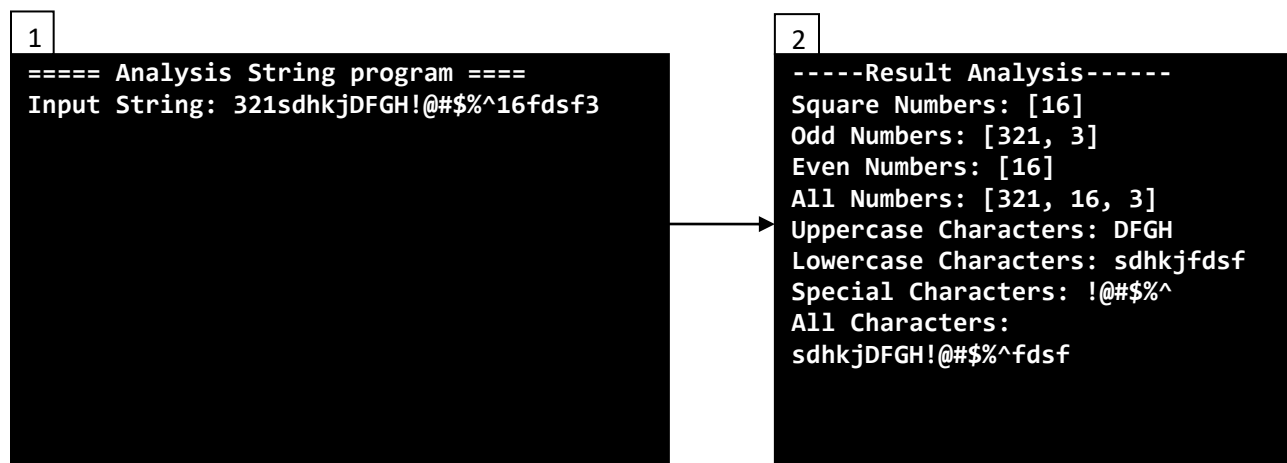 1
===== Analysis String program ====
Input String: 321sdhkjDFGH!@#$%^16fdsf3
2
-----Result Analysis------
Square Numbers: [16]
Odd Numbers: [321, 3]
Even Numbers: [16]
All Numbers: [321, 16, 3]
Uppercase Characters: DFGH
Lowercase Characters: sdhkjfdsf
Special Characters: !@#$%^
All Characters:
sdhkjDFGH!@#$%^fdsf